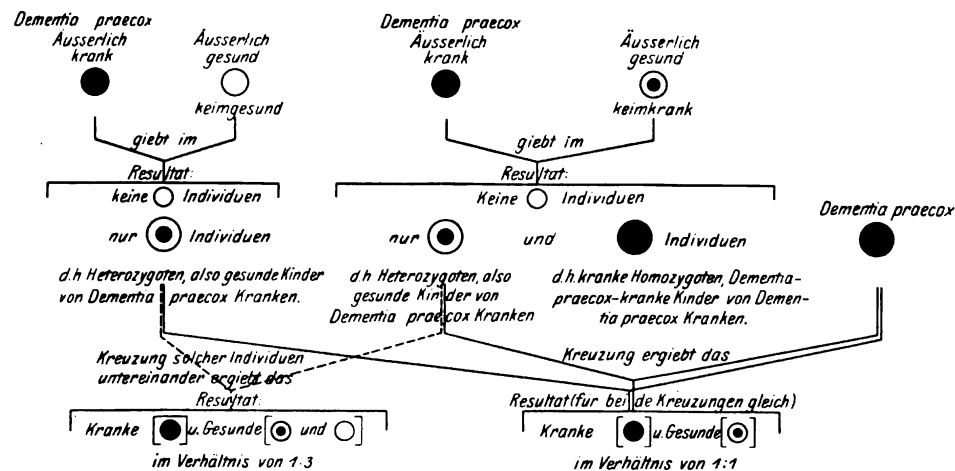 Dementia praecox
Äusserlich
krank
Äusserlich
gesund
keimgesund
giebt im
Resultat:
keine Individuen
nur Individuen
d.h Heterozygoten, also gesunde Kinder
von Dementia praecox Kranken.
Dementia praecox
Äusserlich
krank
Äusserlich
gesund
keimkrank
giebt im
Resultat:
Keine Individuen
nur und Individuen
d.h Heterozygoten, also
gesunde Kinder von
Dementia praecox Kranken
d.h. kranke Homozygoten, Dementia-
praecox-kranke Kinder von Demen-
tia praecox Kranken.
Dementia praecox
Kreuzung solcher Individuen
untereinander ergiebt das
Resultat:
Kranke [ ] u. Gesunde [ und ]
im Verhältnis von 1·3
Kreuzung ergiebt das
Resultat (für beide Kreuzungen gleich)
Kranke [ ] u. Gesunde [ ]
im Verhältnis von 1:1